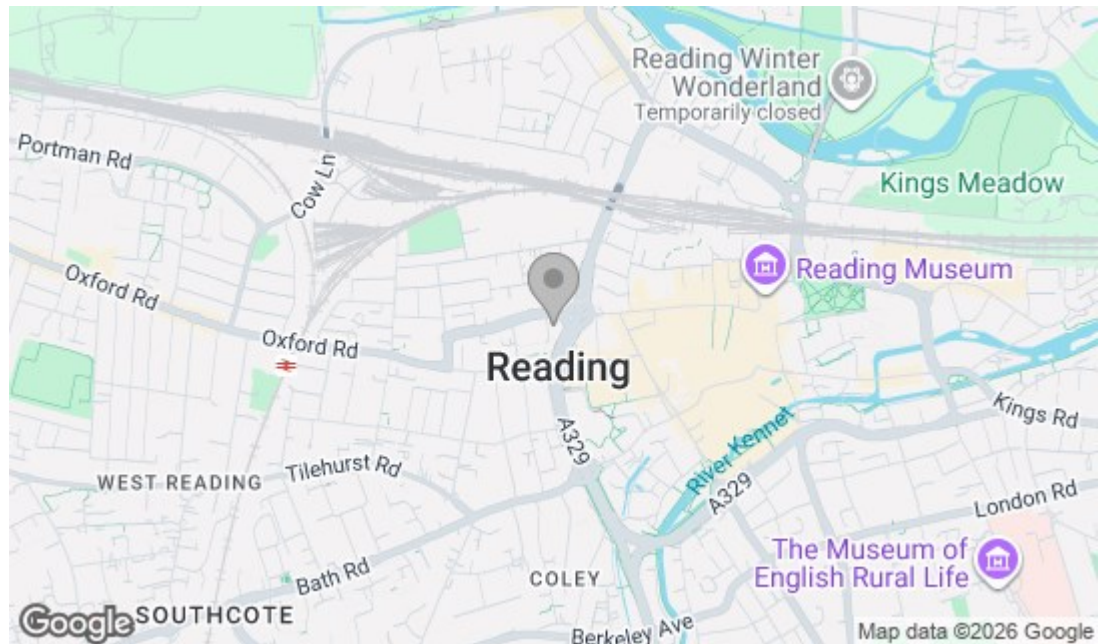 Reading Winter
Wonderland
Temporarily closed
Portman Rd
Cow Ln
Kings Meadow
Reading Museum
Oxford Rd
Oxford Rd
Reading
Kings Rd
A329
River Kennet
WEST READING
Tilehurst Rd
A329
London Rd
The Museum of
English Rural Life
Bath Rd
COLEY
SOUTHCOTE
Berkeley Ave
Google
Map data ©2026 Google